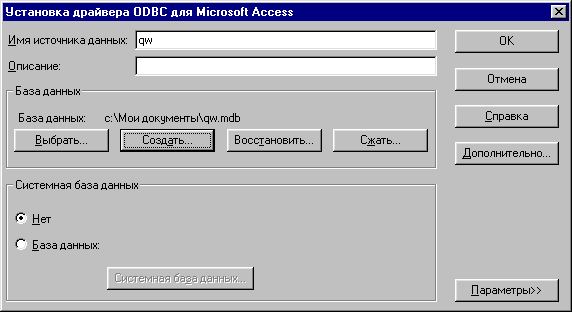 Установка драйвера ODBC для Microsoft Access
Имя источника данных: qw
OK
Описание:
Отмена
База данных
База данных: c:\Мои документы\qw.mdb
Справка
Выбрать... Создать... Восстановить... Сжать...
Дополнительно...
Системная база данных
Нет
База данных:
Системная база данных...
Параметры>>